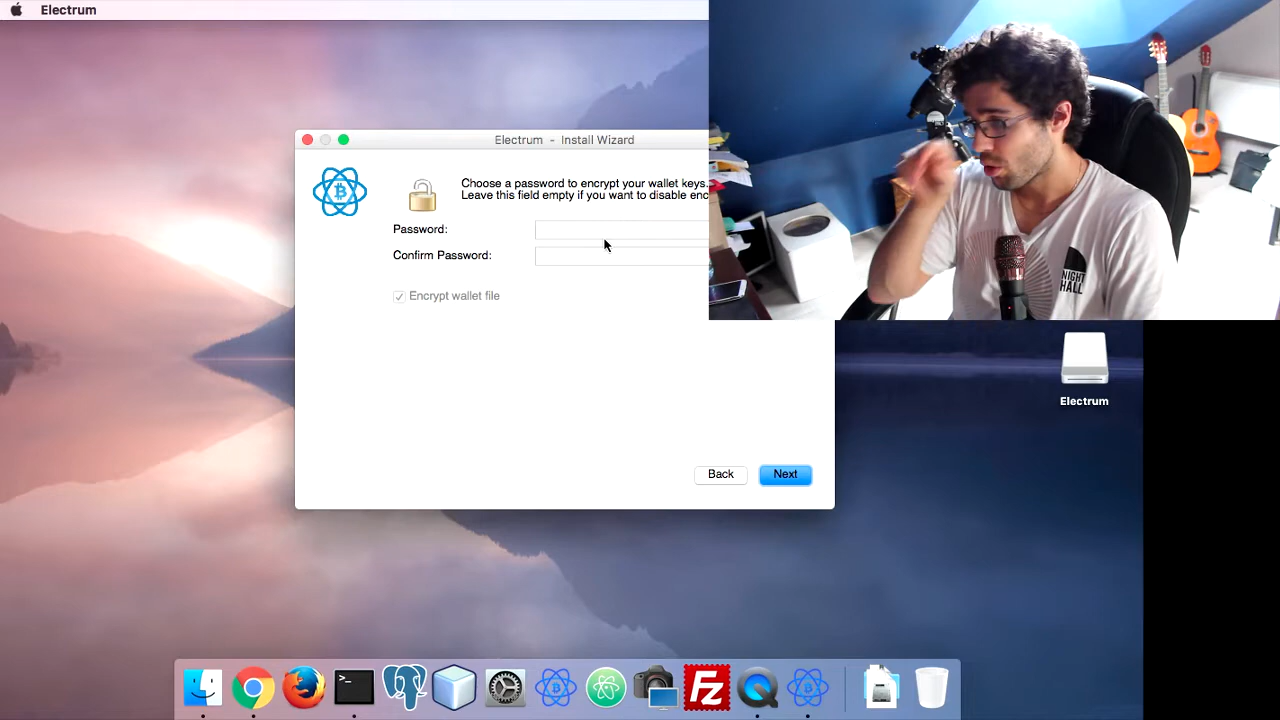 Electrum
Electrum - Install Wizard
Choose a password to encrypt your wallet keys.
Leave this field empty if you want to disable enc
Password:
Confirm Password:
Encrypt wallet file
Back
Next
NIGHT
HALL
Electrum
>_
Fz